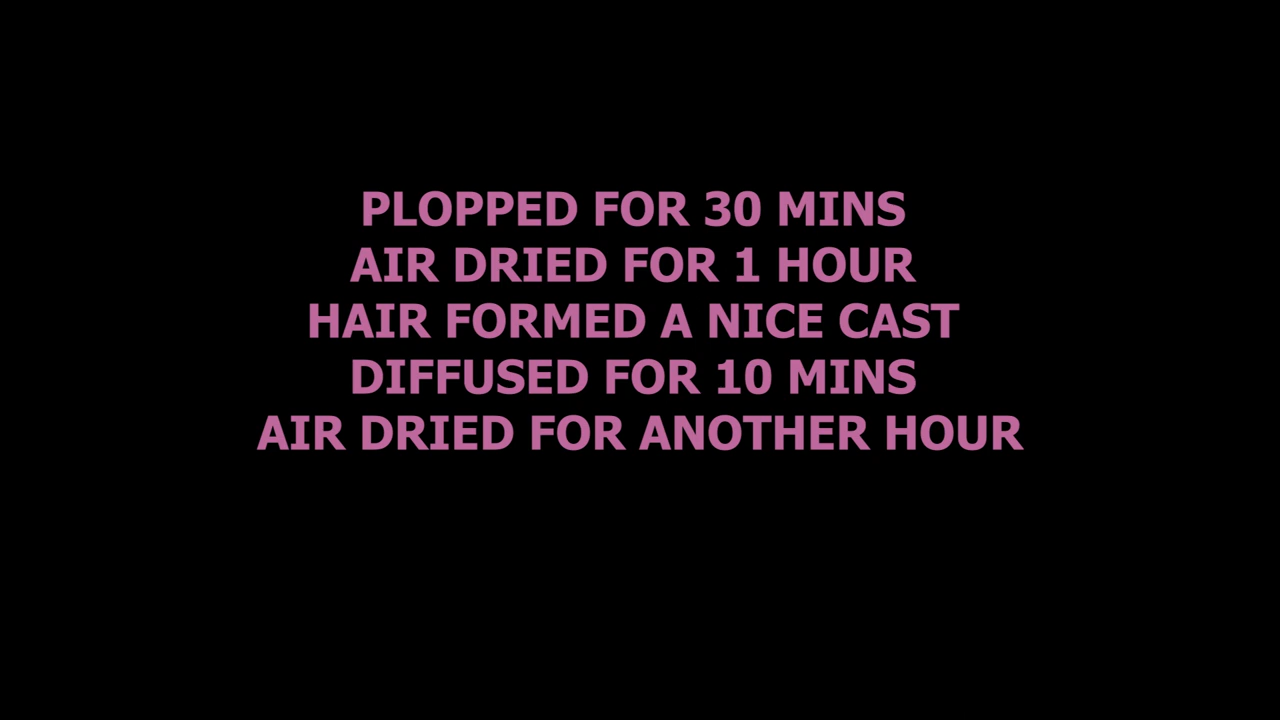 PLOPPED FOR 30 MINS
AIR DRIED FOR 1 HOUR
HAIR FORMED A NICE CAST
DIFFUSED FOR 10 MINS
AIR DRIED FOR ANOTHER HOUR